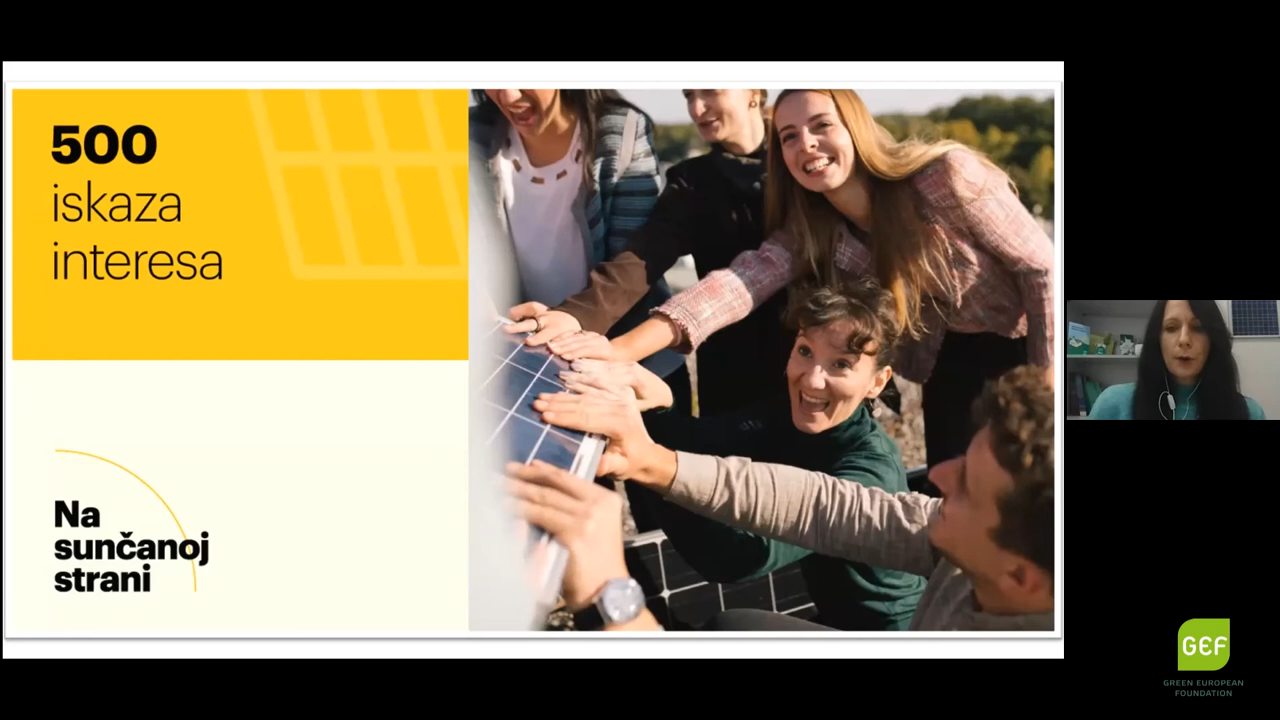 500
iskaza
interesa
Na
sunčanoj
strani
GEF
GREEN EUROPEAN
FOUNDATION